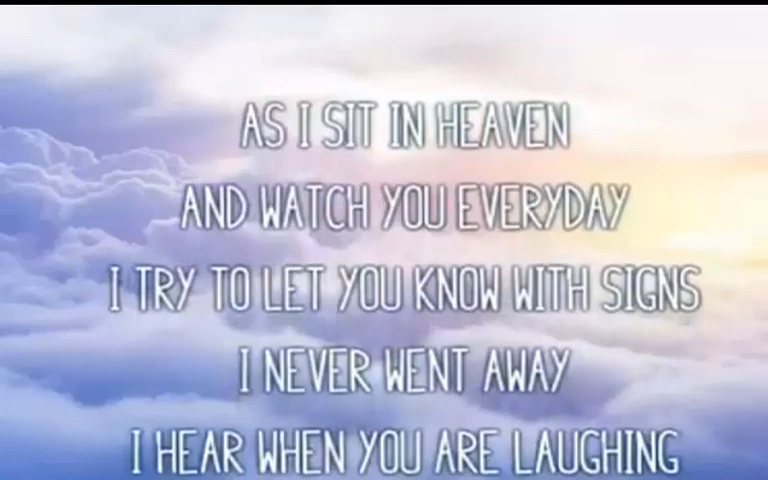 AS I SIT IN HEAVEN
AND WATCH YOU EVERYDAY
I TRY TO LET YOU KNOW WITH SIGNS
I NEVER WENT AWAY
I HEAR WHEN YOU ARE LAUGHING